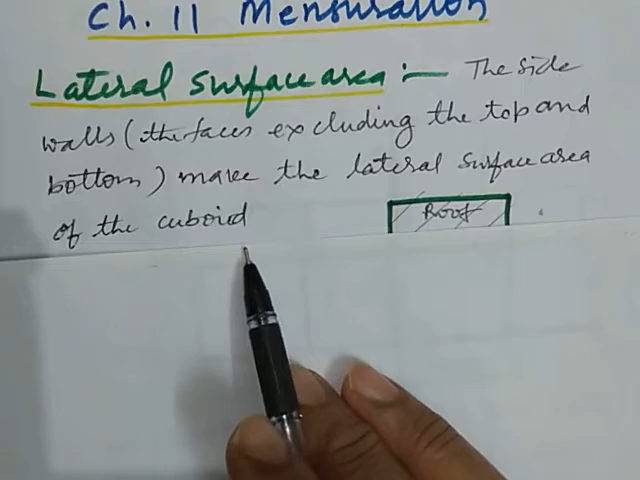 Ch. 11 Mensuration
Lateral surface area :- The side
walls (the faces excluding the top and
bottom) make the lateral surface area
of the cuboid
Roof